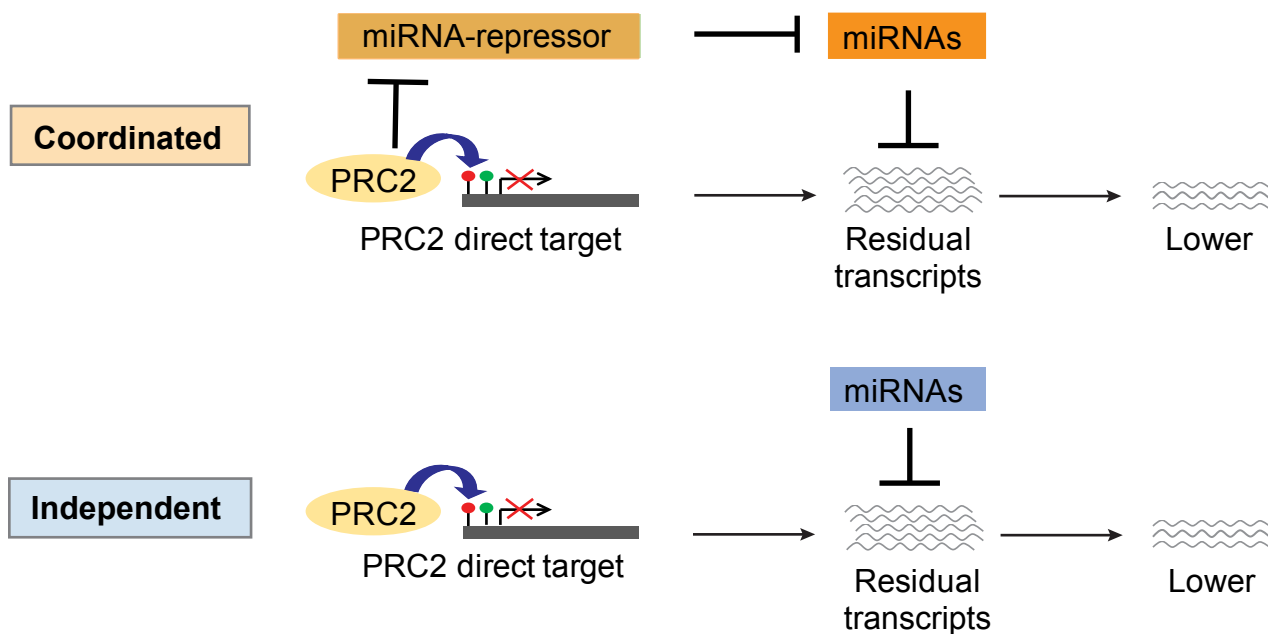 miRNA-repressor
miRNAs
Coordinated
PRC2
PRC2 direct target
Residual
transcripts
Lower
miRNAs
Independent
PRC2
PRC2 direct target
Residual
transcripts
Lower